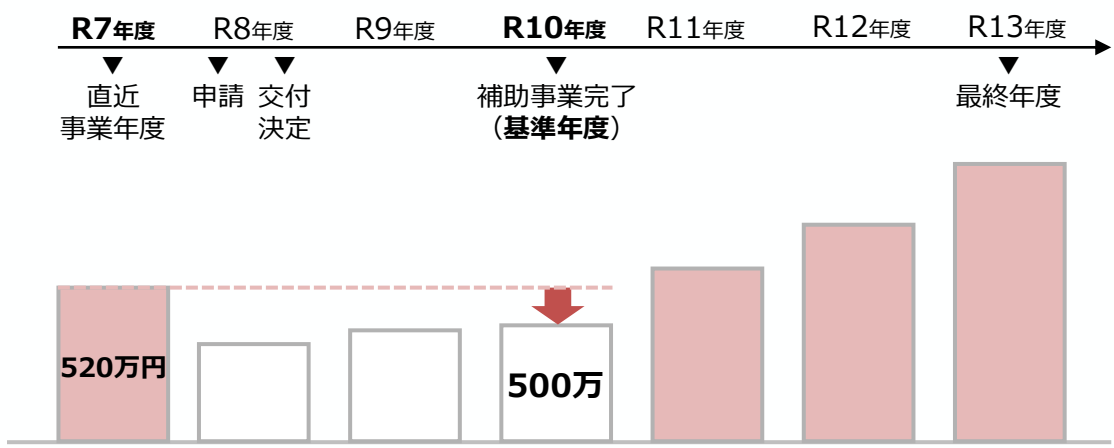 R7年度 R8年度 R9年度 R10年度 R11年度 R12年度 R13年度
▼ ▼ ▼ ▼ ▼
直近 申請 交付 補助事業完了 最終年度
事業年度 決定 （基準年度）
520万円
500万